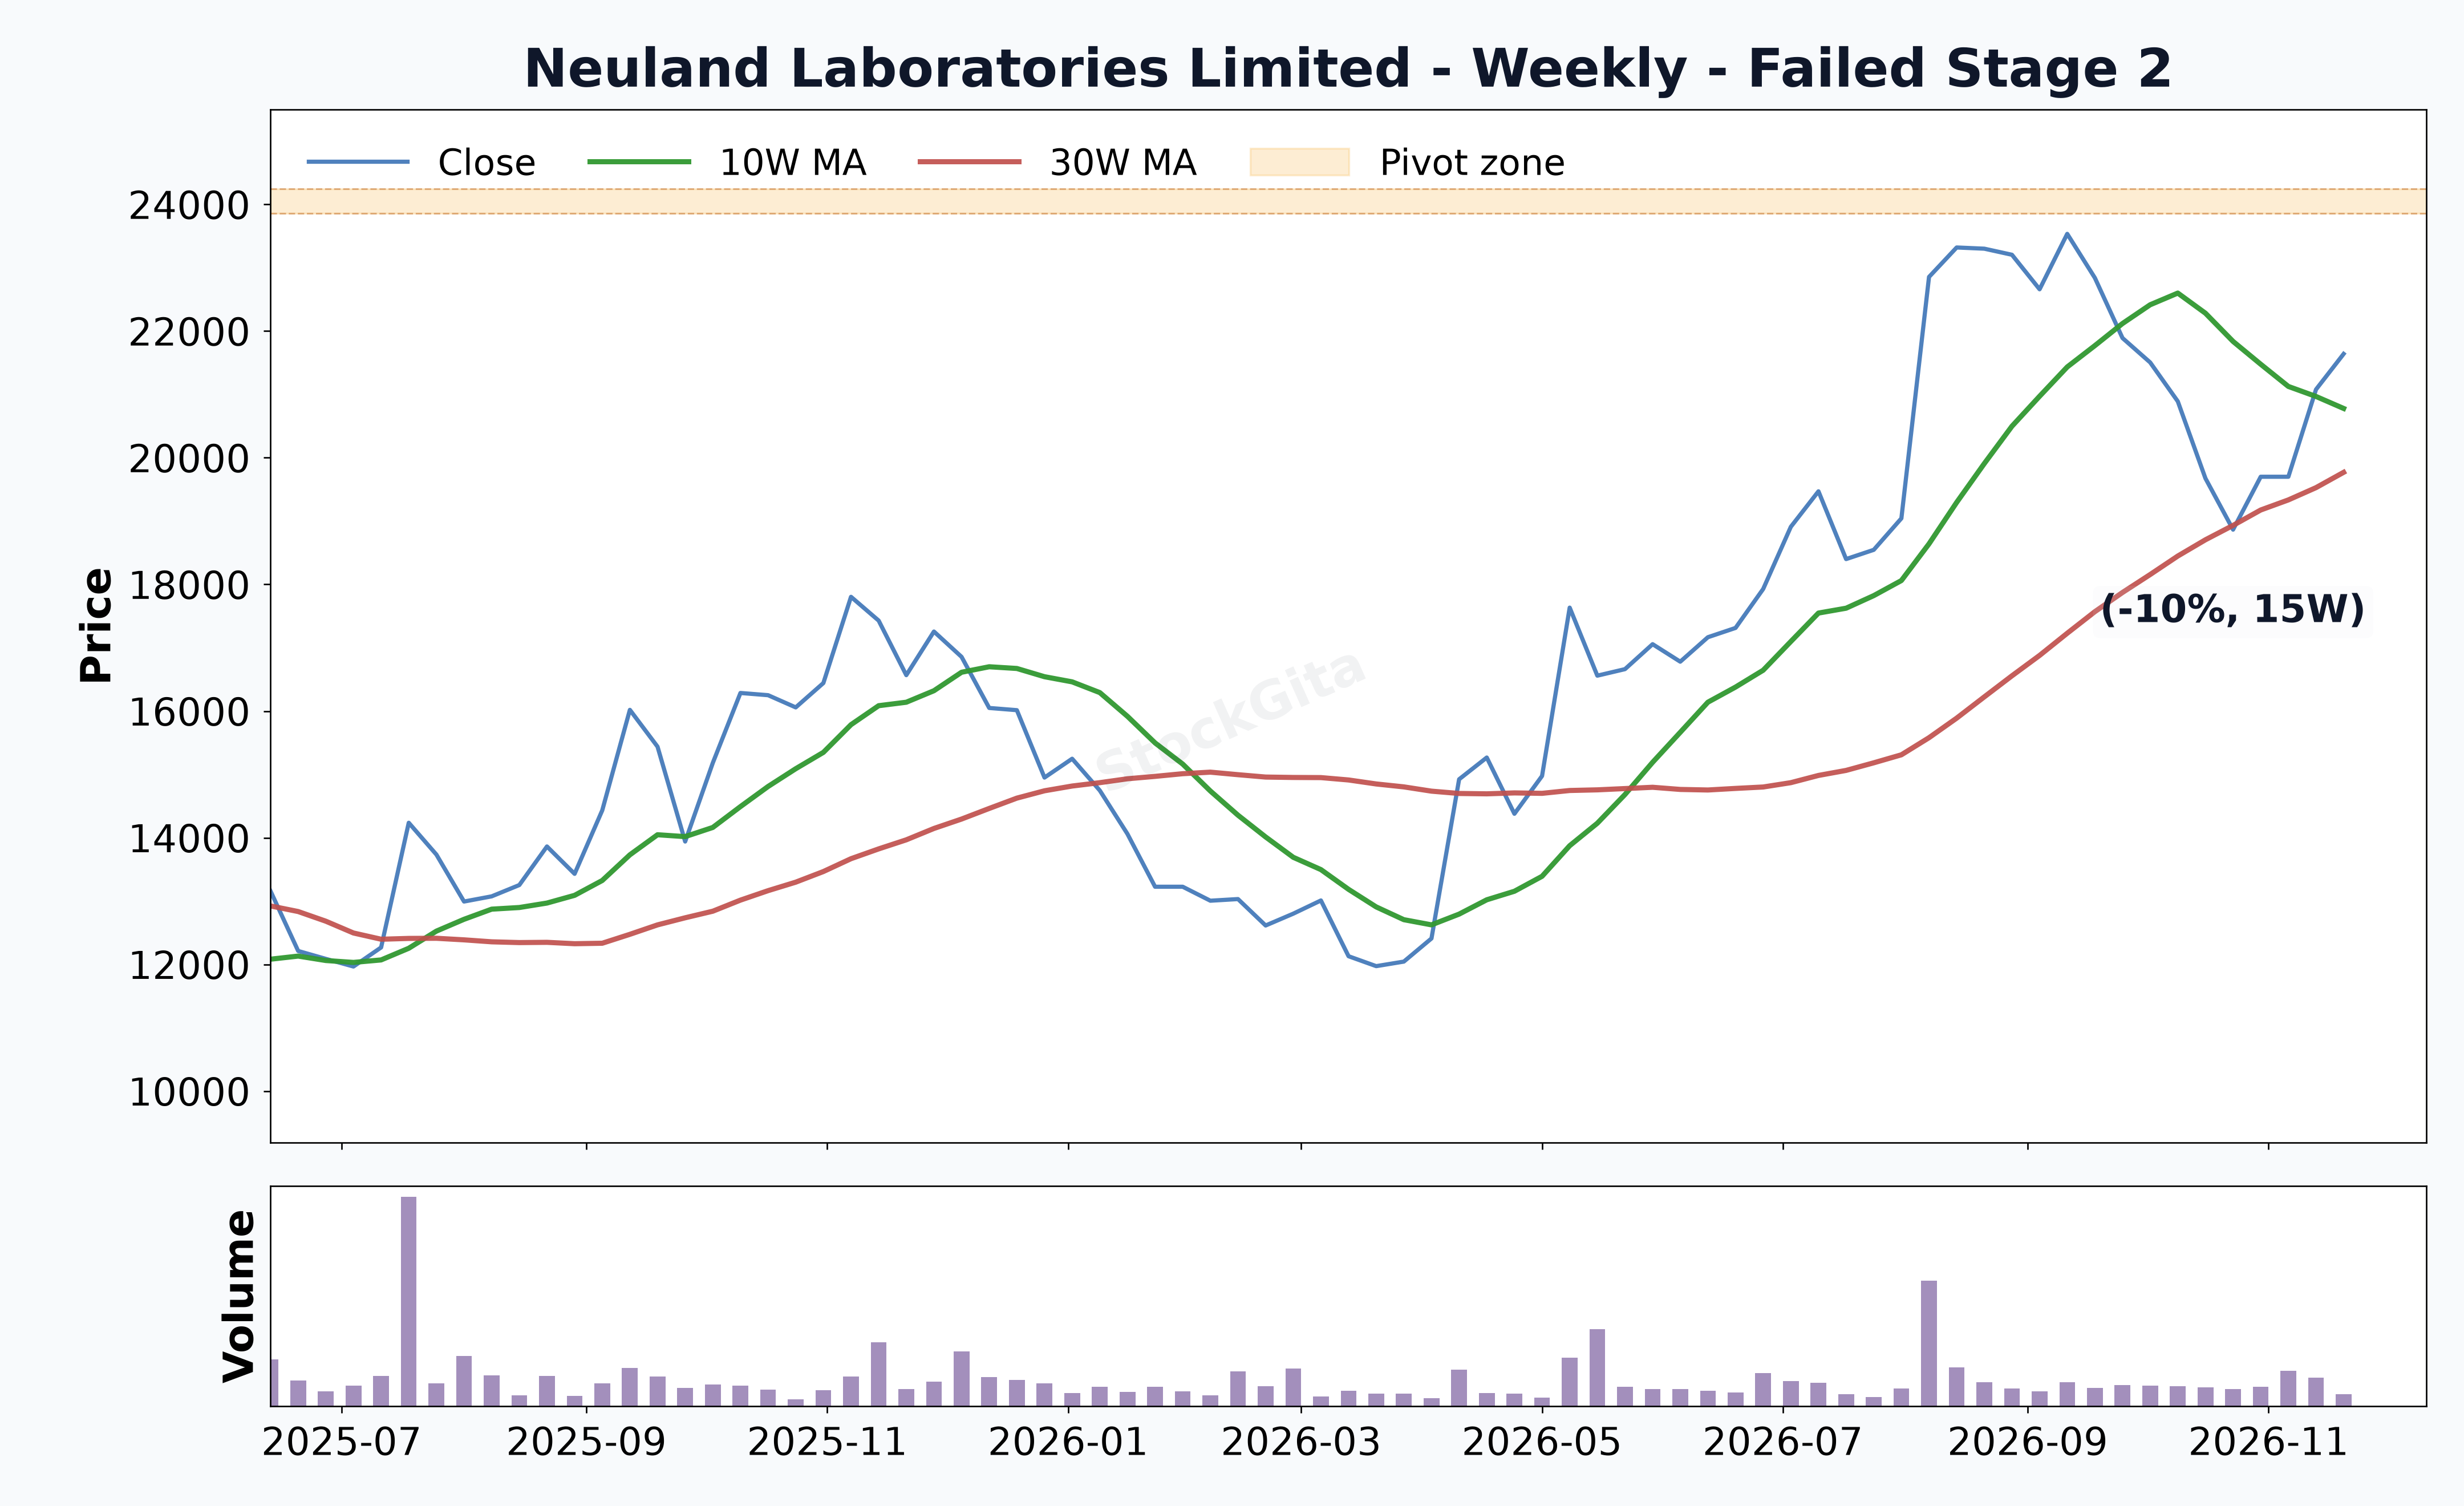 Neuland Laboratories Limited - Weekly - Failed Stage 2
Close 10W MA 30W MA Pivot zone
Price
24000
22000
20000
18000
16000
14000
12000
10000
(-10%, 15W)
StockGita
Volume
2025-07 2025-09 2025-11 2026-01 2026-03 2026-05 2026-07 2026-09 2026-11